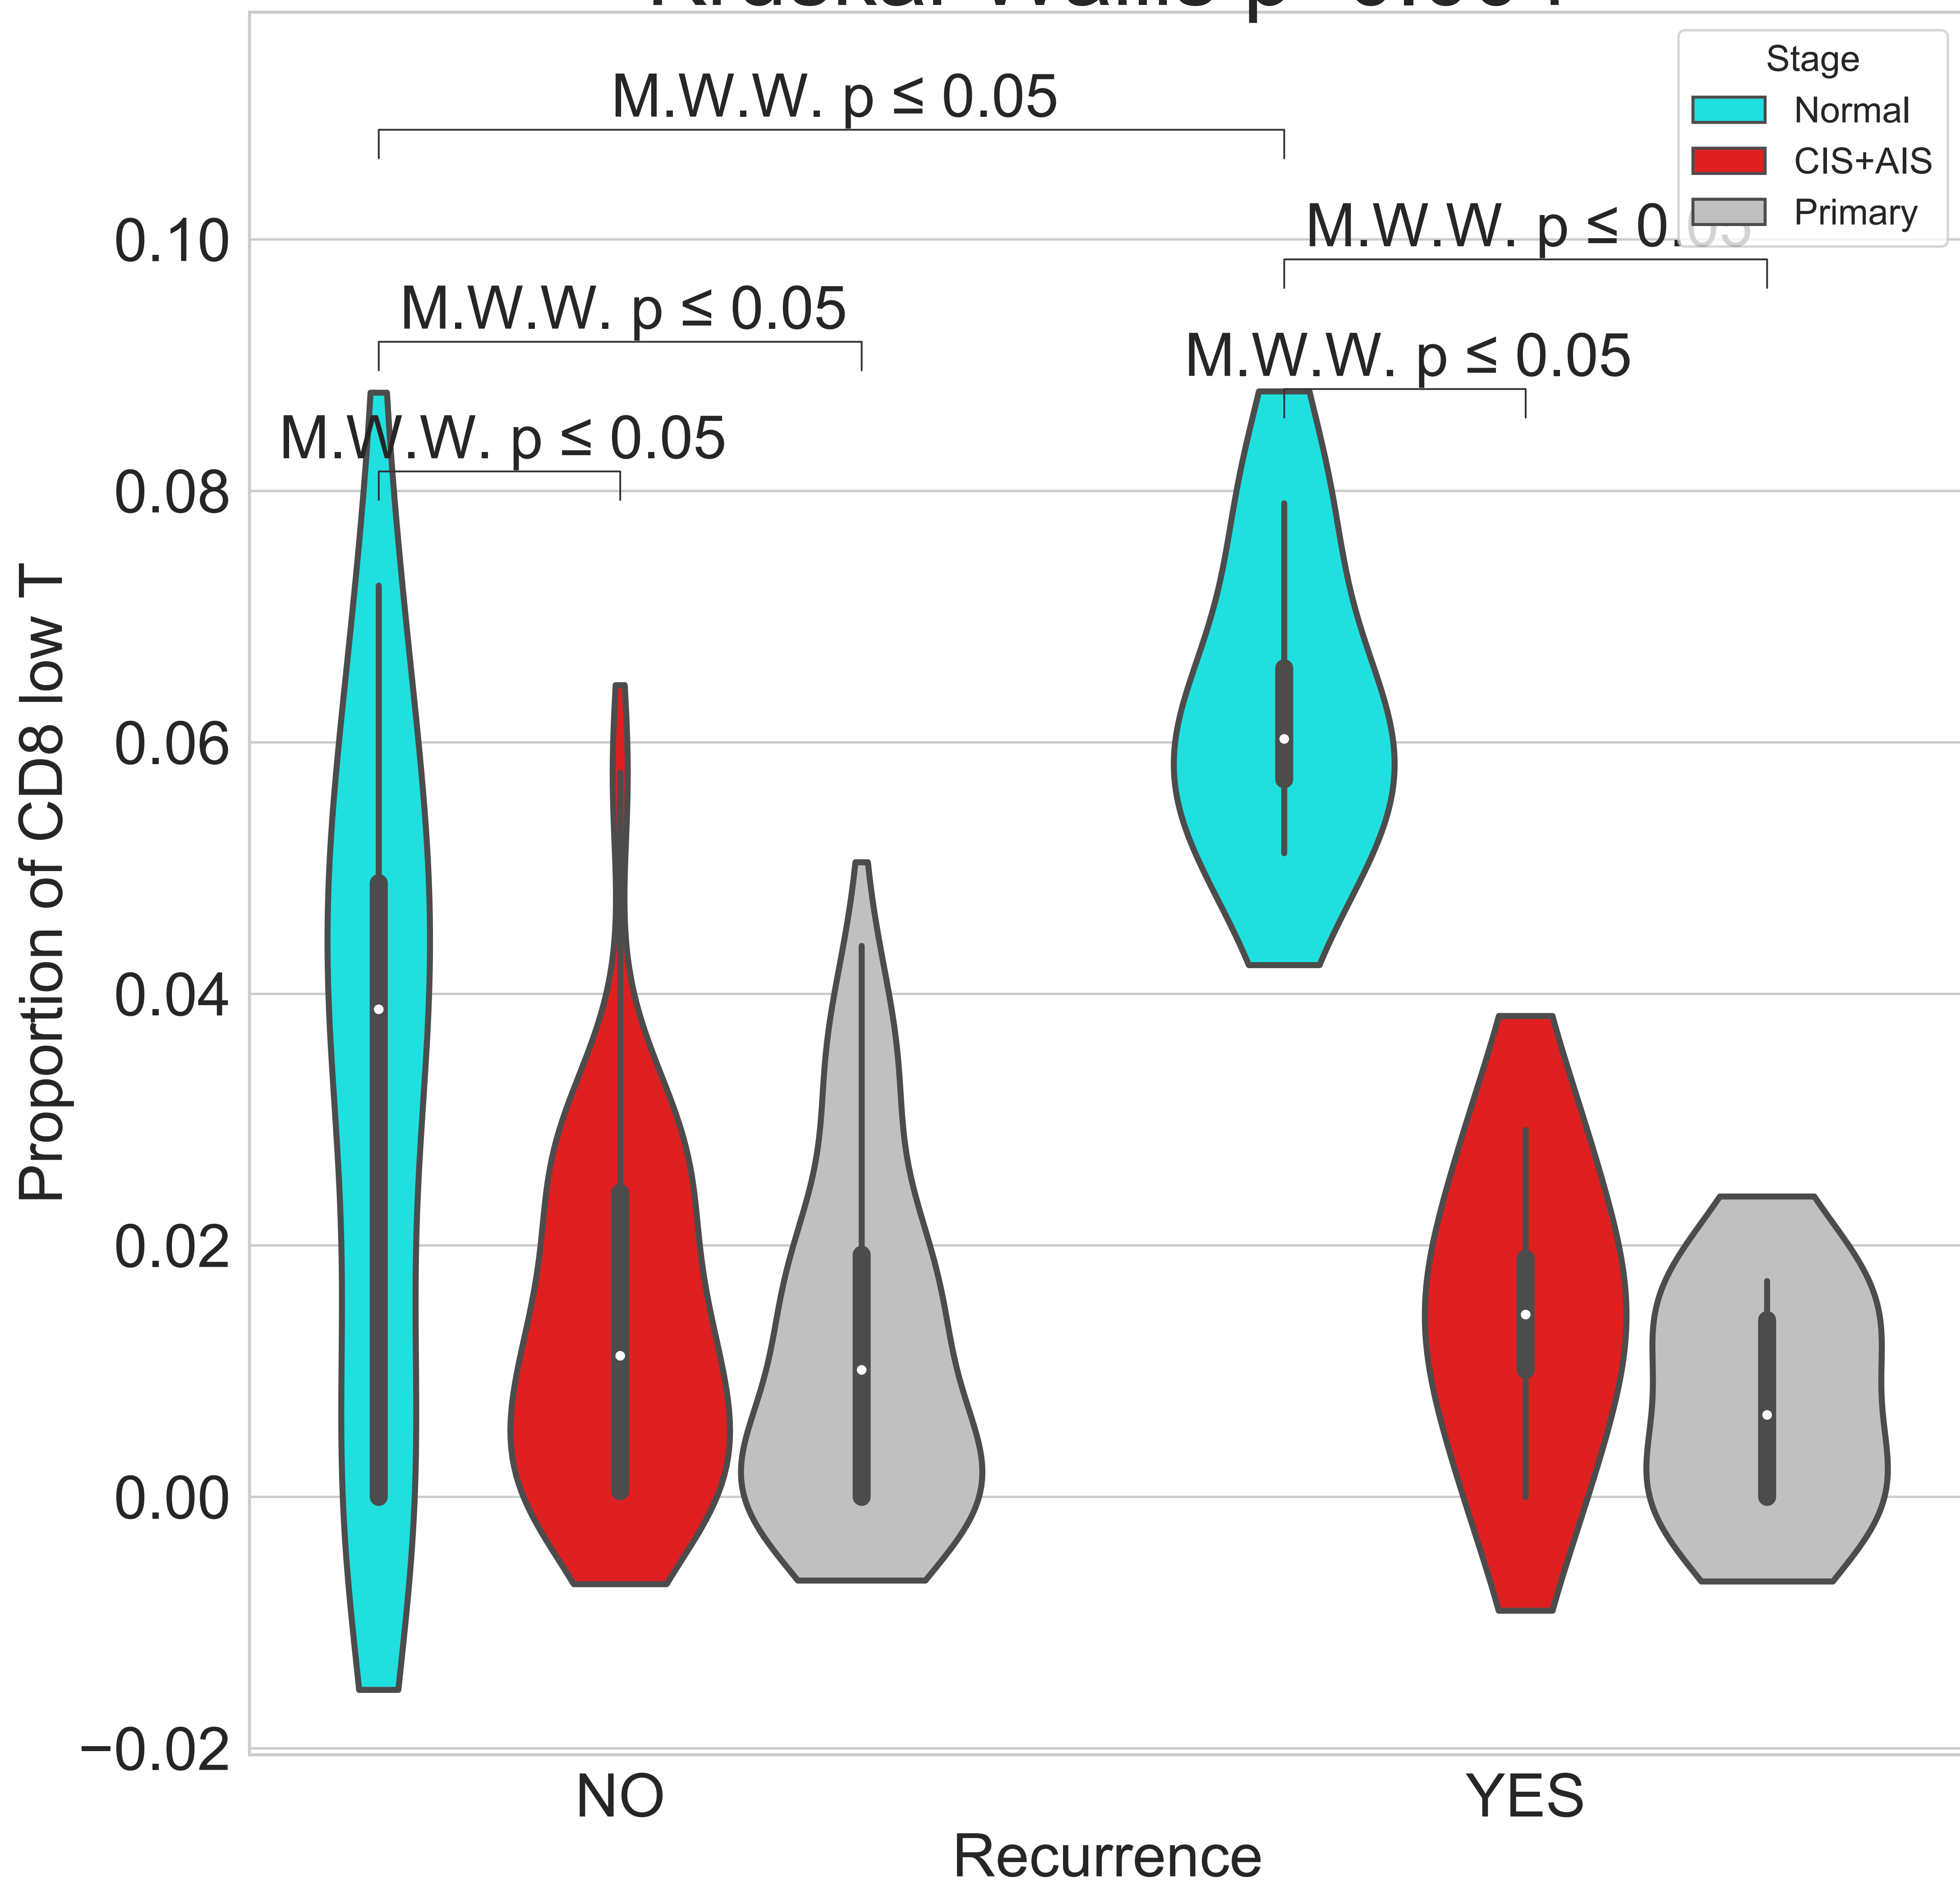 M.W.W. p ≤ 0.05
Stage
Normal
CIS+AIS
Primary
M.W.W. p ≤ 0.05
0.10
M.W.W. p ≤ 0.05
M.W.W. p ≤ 0.05
M.W.W. p ≤ 0.05
0.08
0.06
0.04
0.02
0.00
−0.02
Proportion of CD8 low T
NO
YES
Recurrence